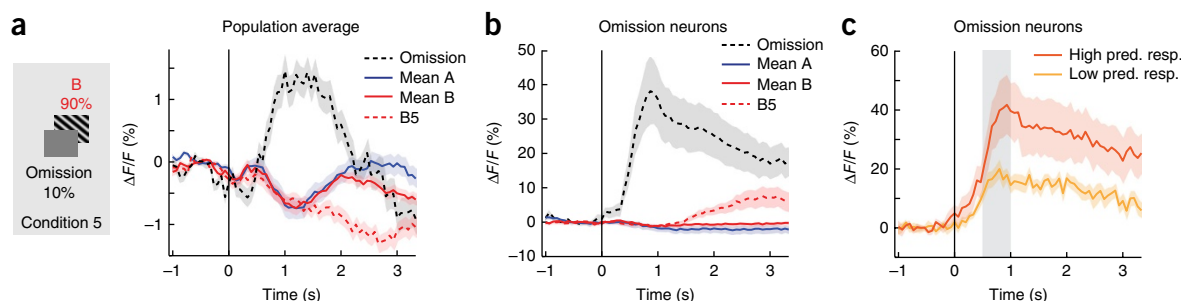 a
B
90%
Omission
10%
Condition 5
Population average
ΔF/F (%)
1
0
–1
–1
0
1
2
3
Time (s)
Omission
Mean A
Mean B
B5
b
Omission neurons
ΔF/F (%)
50
40
30
20
10
0
–10
–1
0
1
2
3
Time (s)
Omission
Mean A
Mean B
B5
c
Omission neurons
ΔF/F (%)
60
40
20
0
–1
0
1
2
3
Time (s)
High pred. resp.
Low pred. resp.